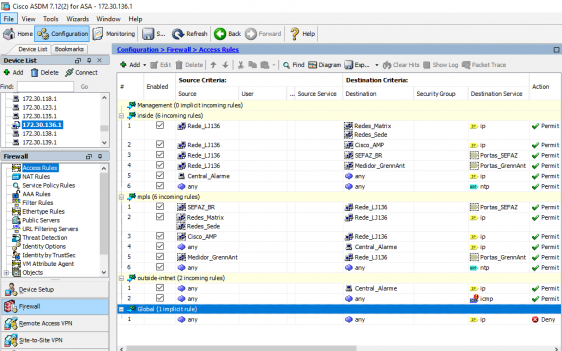 Cisco ASDM 7.12(2) for ASA - 172.30.136.1
File View Tools Wizards Window Help
Home Configuration Monitoring S... Refresh Back Forward Help
Device List Bookmarks
Configuration > Firewall > Access Rules
Device List
Add Delete Connect
Find: Go
172.30.118.1
172.30.123.1
172.30.135.1
172.30.136.1
172.30.138.1
172.30.139.1
Firewall
Access Rules
NAT Rules
Service Policy Rules
AAA Rules
Filter Rules
Ethertype Rules
Public Servers
URL Filtering Servers
Threat Detection
Identity Options
Identity by TrustSec
VM Attribute Agent
Objects
Device Setup
Firewall
Remote Access VPN
Site-to-Site VPN
Add Edit Delete Find Diagram Exp... Clear Hits Show Log Packet Trace
# Enabled Source Criteria: Destination Criteria: Action
Source User ... Source Service Destination Security Group Destination Service
Management (0 implicit incoming rules)
inside (6 incoming rules)
1 Rede_LJ136 Redes_Matrix ip Permit
Redes_Sede
2 Rede_LJ136 Cisco_AMP ip Permit
3 Rede_LJ136 SEFAZ_BR Portas_SEFAZ Permit
4 Rede_LJ136 Medidor_GrennAnt Portas_GrennAnt Permit
5 Central_Alarme any ip Permit
6 any any ntp Permit
mpls (6 incoming rules)
1 SEFAZ_BR Rede_LJ136 Portas_SEFAZ Permit
2 Redes_Matrix Rede_LJ136 ip Permit
Redes_Sede
3 Cisco_AMP Rede_LJ136 ip Permit
4 any Central_Alarme ip Permit
5 Medidor_GrennAnt Rede_LJ136 Portas_GrennAnt Permit
6 any any ntp Permit
outside-intnet (2 incoming rules)
1 any Central_Alarme ip Permit
2 any any icmp Permit
Global (1 implicit rule)
1 any any ip Deny